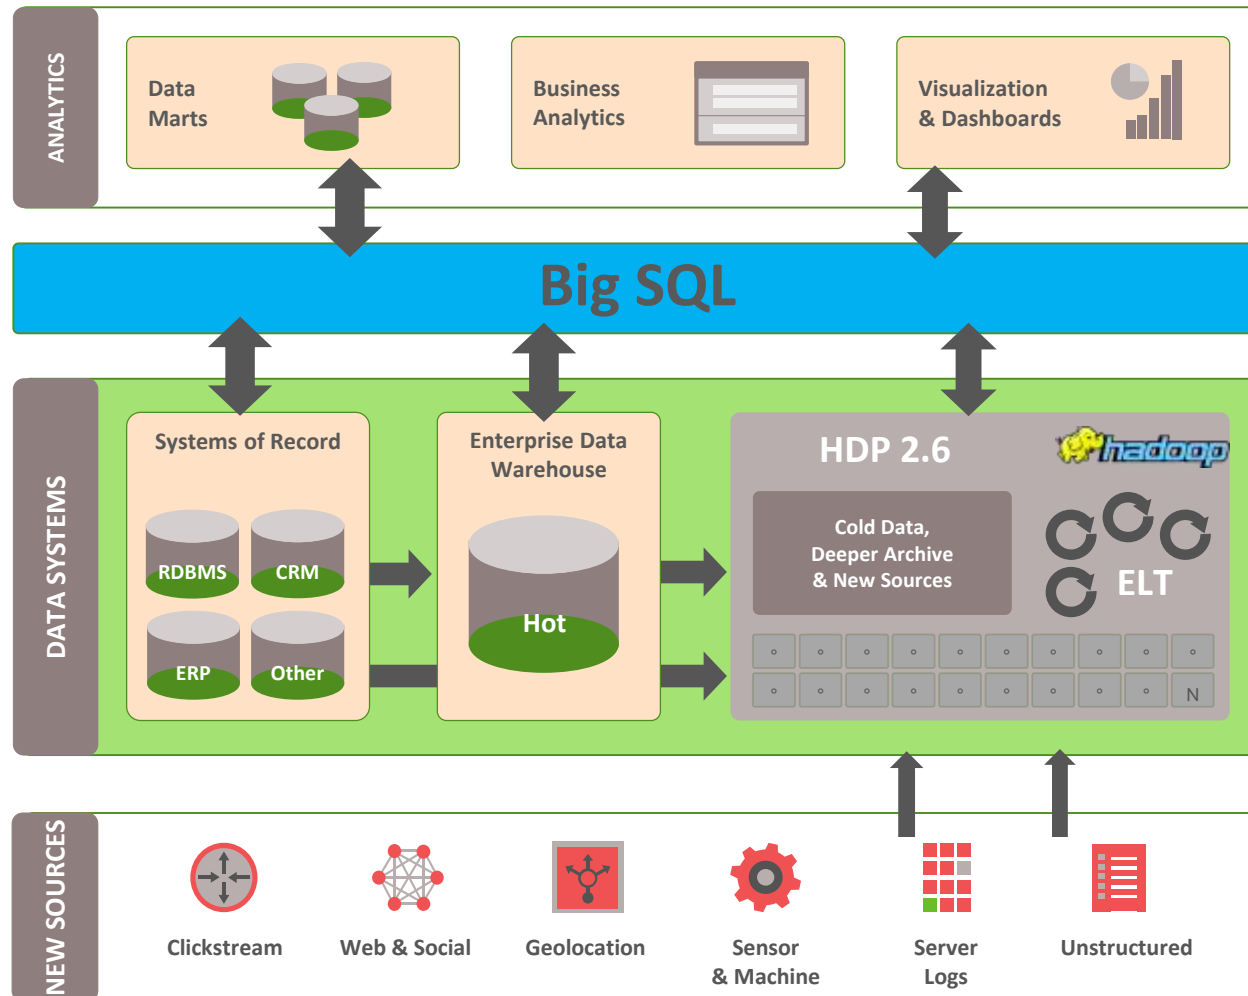 ANALYTICS
Data
Marts
Business
Analytics
Visualization
& Dashboards
Big SQL
DATA SYSTEMS
Systems of Record
RDBMS
CRM
ERP
Other
Enterprise Data
Warehouse
Hot
HDP 2.6
hadoop
Cold Data,
Deeper Archive
& New Sources
ELT
N
NEW SOURCES
Clickstream
Web & Social
Geolocation
Sensor
& Machine
Server
Logs
Unstructured